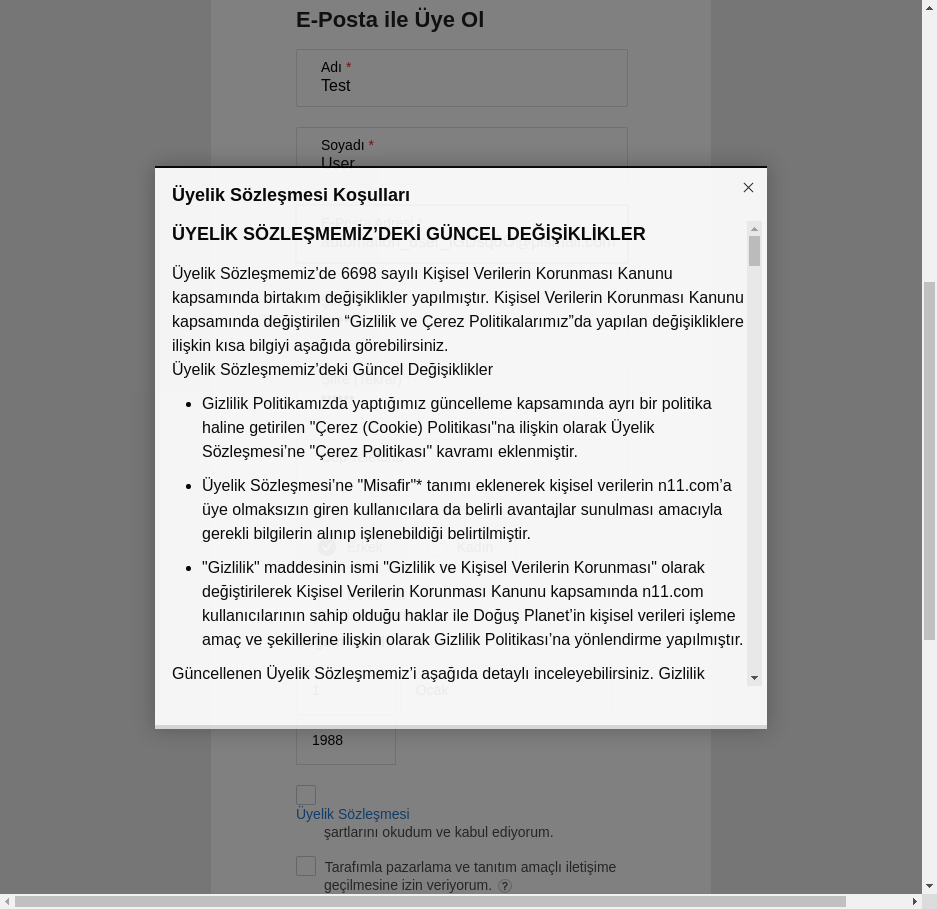 E-Posta ile Üye Ol
Adı *
Test
Soyadı *
User
Üyelik Sözleşmesi Koşulları
ÜYELİK SÖZLEŞMEMİZ’DEKİ GÜNCEL DEĞİŞİKLİKLER
Üyelik Sözleşmemiz’de 6698 sayılı Kişisel Verilerin Korunması Kanunu
kapsamında birtakım değişiklikler yapılmıştır. Kişisel Verilerin Korunması Kanunu
kapsamında değiştirilen “Gizlilik ve Çerez Politikalarımız”da yapılan değişikliklere
ilişkin kısa bilgiyi aşağıda görebilirsiniz.
Üyelik Sözleşmemiz’deki Güncel Değişiklikler
Şifre (Tekrar)
• Gizlilik Politikamızda yaptığımız güncelleme kapsamında ayrı bir politika
haline getirilen "Çerez (Cookie) Politikası"na ilişkin olarak Üyelik
Sözleşmesi’ne "Çerez Politikası" kavramı eklenmiştir.
• Üyelik Sözleşmesi’ne "Misafir"* tanımı eklenerek kişisel verilerin n11.com’a
üye olmaksızın giren kullanıcılara da belirli avantajlar sunulması amacıyla
gerekli bilgilerin alınıp işlenebildiği belirtilmiştir.
Erkek Kadın
• "Gizlilik" maddesinin ismi "Gizlilik ve Kişisel Verilerin Korunması" olarak
değiştirilerek Kişisel Verilerin Korunması Kanunu kapsamında n11.com
kullanıcılarının sahip olduğu haklar ile Doğuş Planet’in kişisel verileri işleme
amaç ve şekillerine ilişkin olarak Gizlilik Politikası’na yönlendirme yapılmıştır.
Güncellenen Üyelik Sözleşmemiz’i aşağıda detaylı inceleyebilirsiniz. Gizlilik
1 Ocak
1988
Üyelik Sözleşmesi
şartlarını okudum ve kabul ediyorum.
Tarafımla pazarlama ve tanıtım amaçlı iletişime
geçilmesine izin veriyorum. ?